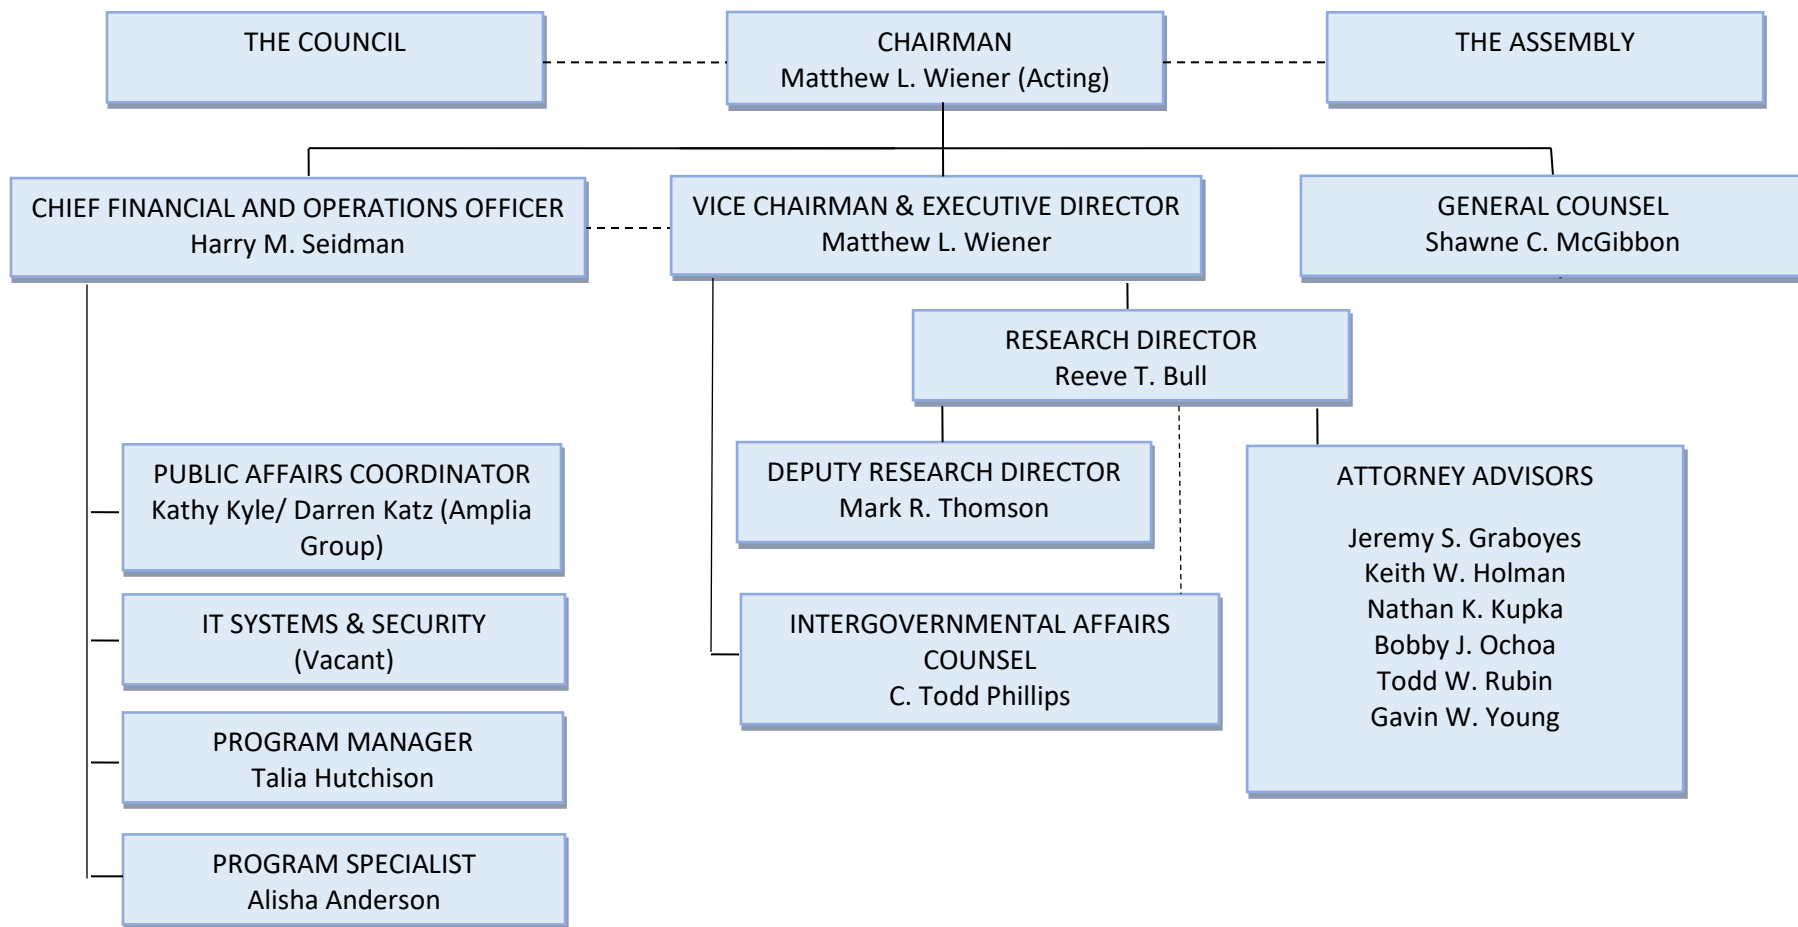 THE COUNCIL
CHAIRMAN
Matthew L. Wiener (Acting)
THE ASSEMBLY
CHIEF FINANCIAL AND OPERATIONS OFFICER
Harry M. Seidman
VICE CHAIRMAN & EXECUTIVE DIRECTOR
Matthew L. Wiener
GENERAL COUNSEL
Shawne C. McGibbon
RESEARCH DIRECTOR
Reeve T. Bull
PUBLIC AFFAIRS COORDINATOR
Kathy Kyle/ Darren Katz (Amplia
Group)
DEPUTY RESEARCH DIRECTOR
Mark R. Thomson
ATTORNEY ADVISORS
Jeremy S. Graboyes
Keith W. Holman
Nathan K. Kupka
Bobby J. Ochoa
Todd W. Rubin
Gavin W. Young
IT SYSTEMS & SECURITY
(Vacant)
INTERGOVERNMENTAL AFFAIRS
COUNSEL
C. Todd Phillips
PROGRAM MANAGER
Talia Hutchison
PROGRAM SPECIALIST
Alisha Anderson